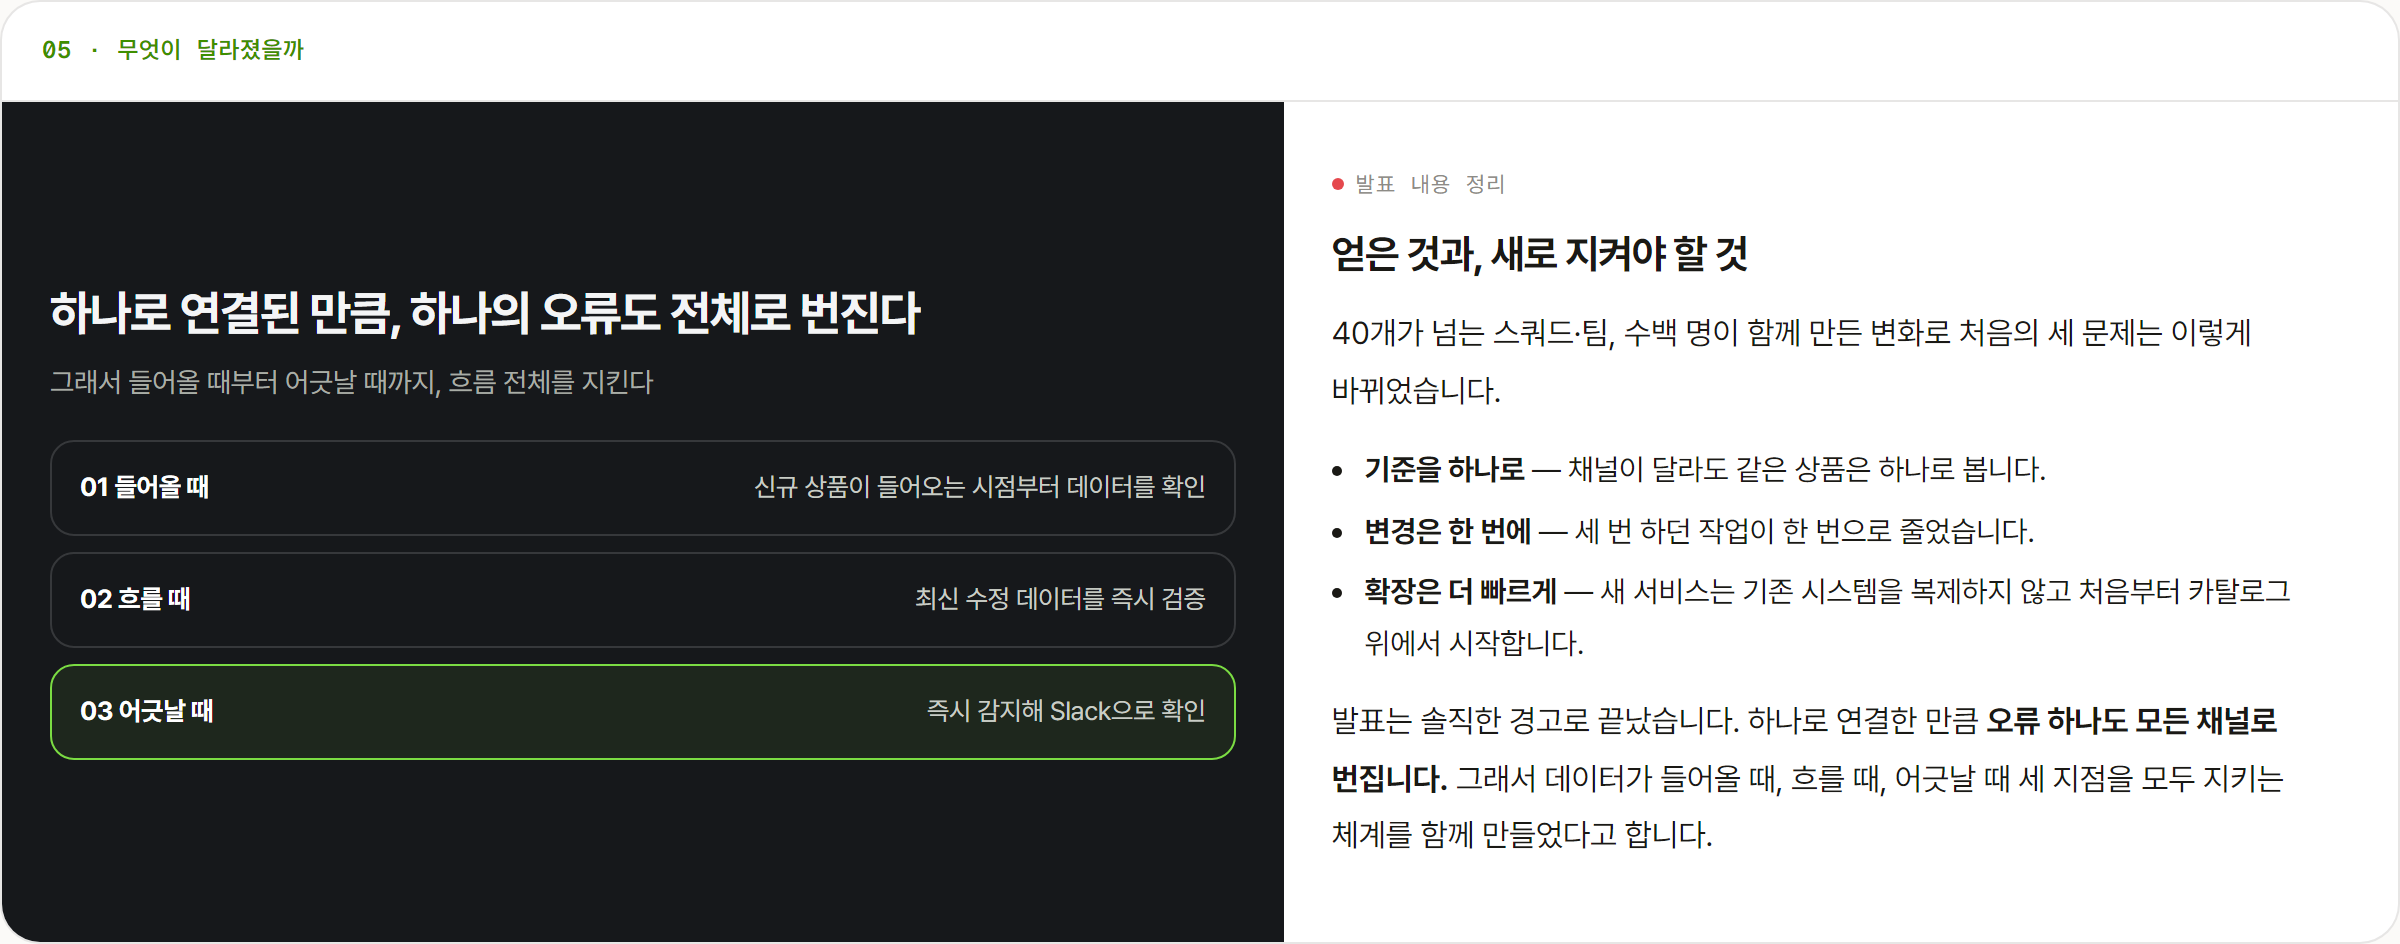 05 · 무엇이 달라졌을까
하나로 연결된 만큼, 하나의 오류도 전체로 번진다
그래서 들어올 때부터 어긋날 때까지, 흐름 전체를 지킨다
01 들어올 때
신규 상품이 들어오는 시점부터 데이터를 확인
02 흐를 때
최신 수정 데이터를 즉시 검증
03 어긋날 때
즉시 감지해 Slack으로 확인
발표 내용 정리
얻은 것과, 새로 지켜야 할 것
40개가 넘는 스쿼드·팀, 수백 명이 함께 만든 변화로 처음의 세 문제는 이렇게
바뀌었습니다.
• 기준을 하나로 — 채널이 달라도 같은 상품은 하나로 봅니다.
• 변경은 한 번에 — 세 번 하던 작업이 한 번으로 줄었습니다.
• 확장은 더 빠르게 — 새 서비스는 기존 시스템을 복제하지 않고 처음부터 카탈로그
위에서 시작합니다.
발표는 솔직한 경고로 끝났습니다. 하나로 연결한 만큼 오류 하나도 모든 채널로
번집니다. 그래서 데이터가 들어올 때, 흐를 때, 어긋날 때 세 지점을 모두 지키는
체계를 함께 만들었다고 합니다.